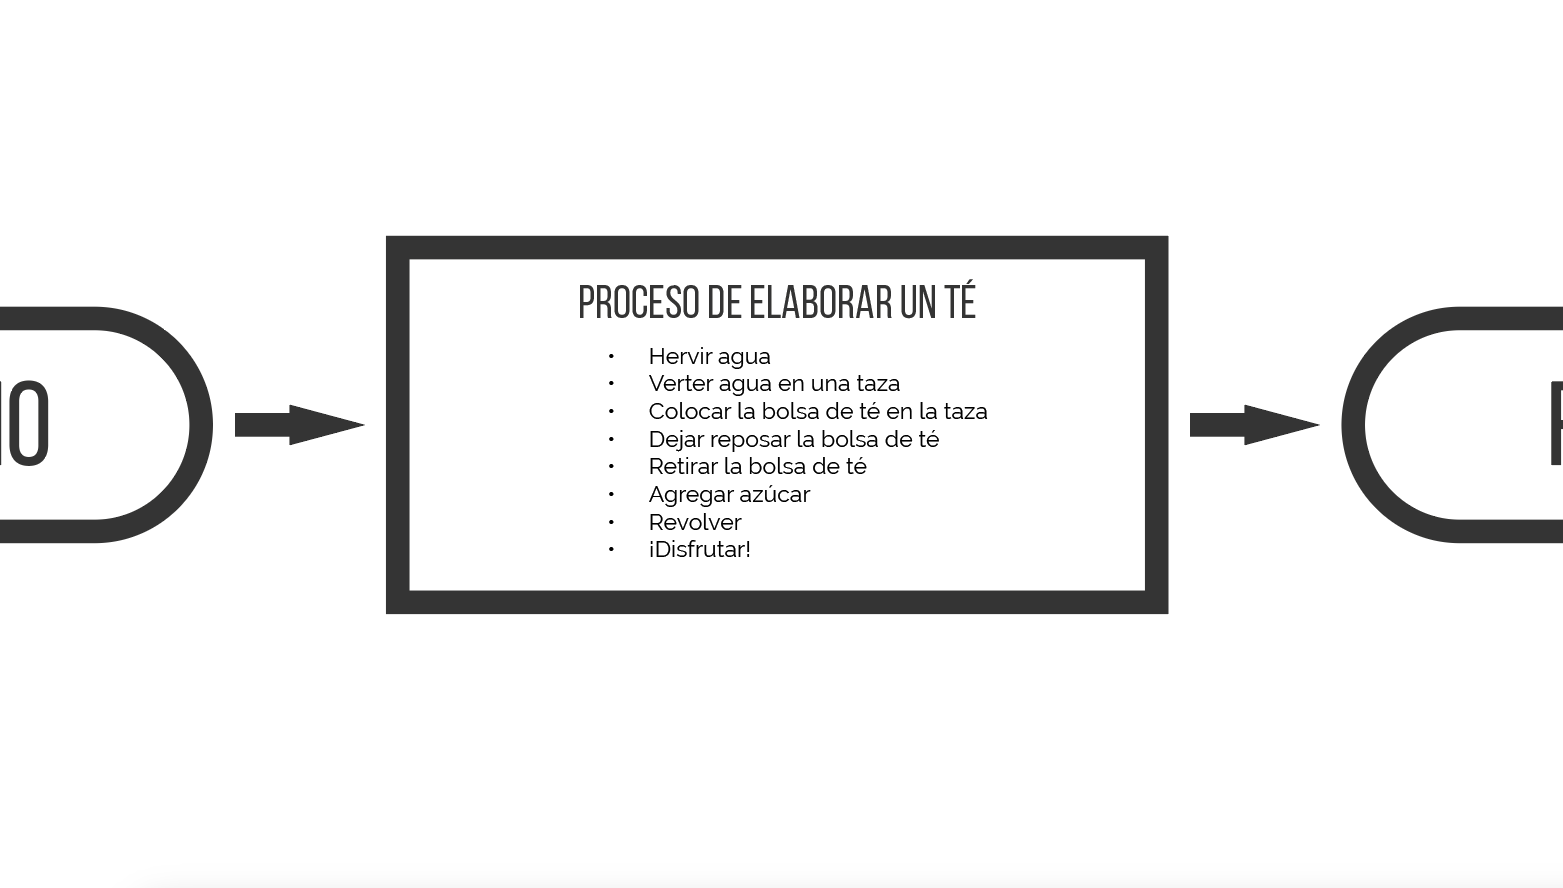 PROCESO DE ELABORAR UN TÉ
• Hervir agua
• Verter agua en una taza
• Colocar la bolsa de té en la taza
• Dejar reposar la bolsa de té
• Retirar la bolsa de té
• Agregar azúcar
• Revolver
• ¡Disfrutar!